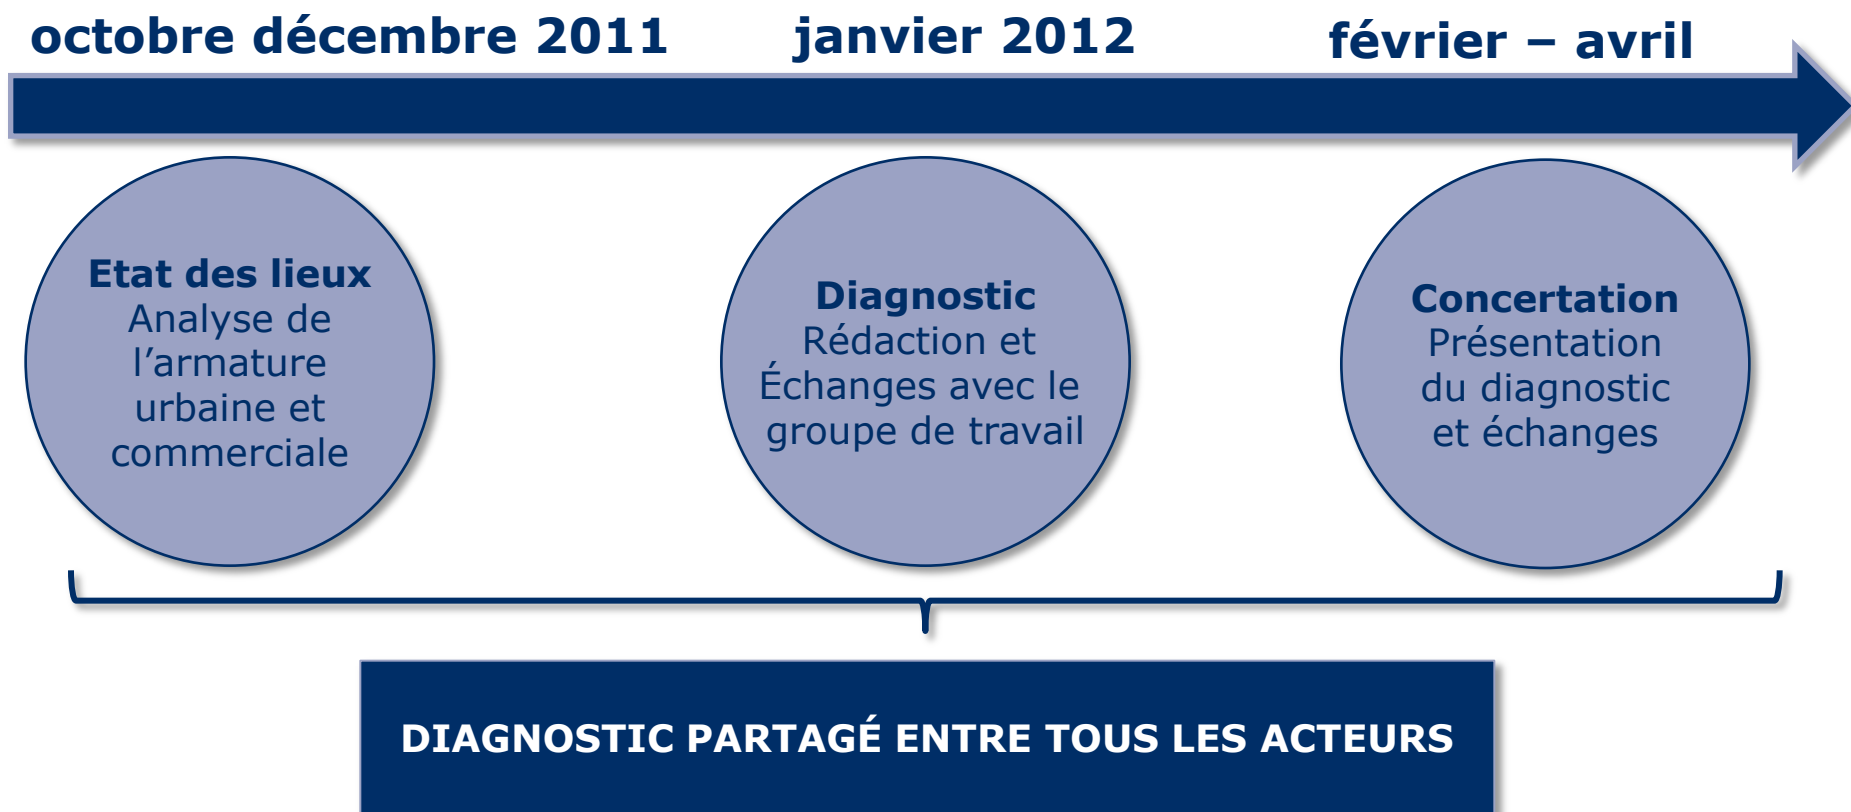 octobre décembre 2011
janvier 2012
février – avril
Etat des lieux
Analyse de
l’armature
urbaine et
commerciale
Diagnostic
Rédaction et
Échanges avec le
groupe de travail
Concertation
Présentation
du diagnostic
et échanges
DIAGNOSTIC PARTAGÉ ENTRE TOUS LES ACTEURS